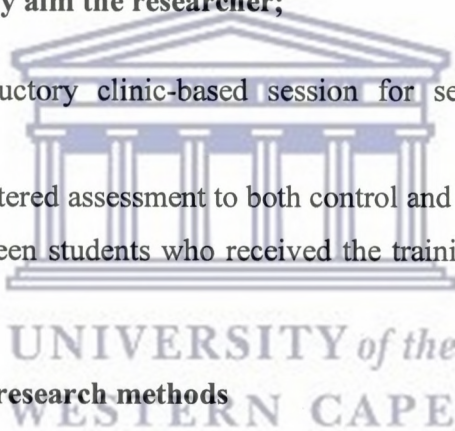 y aim the researcher;
uctory clinic-based session for se
tered assessment to both control and
een students who received the traini
UNIVERSITY of the
research methods
WESTERN CAPE